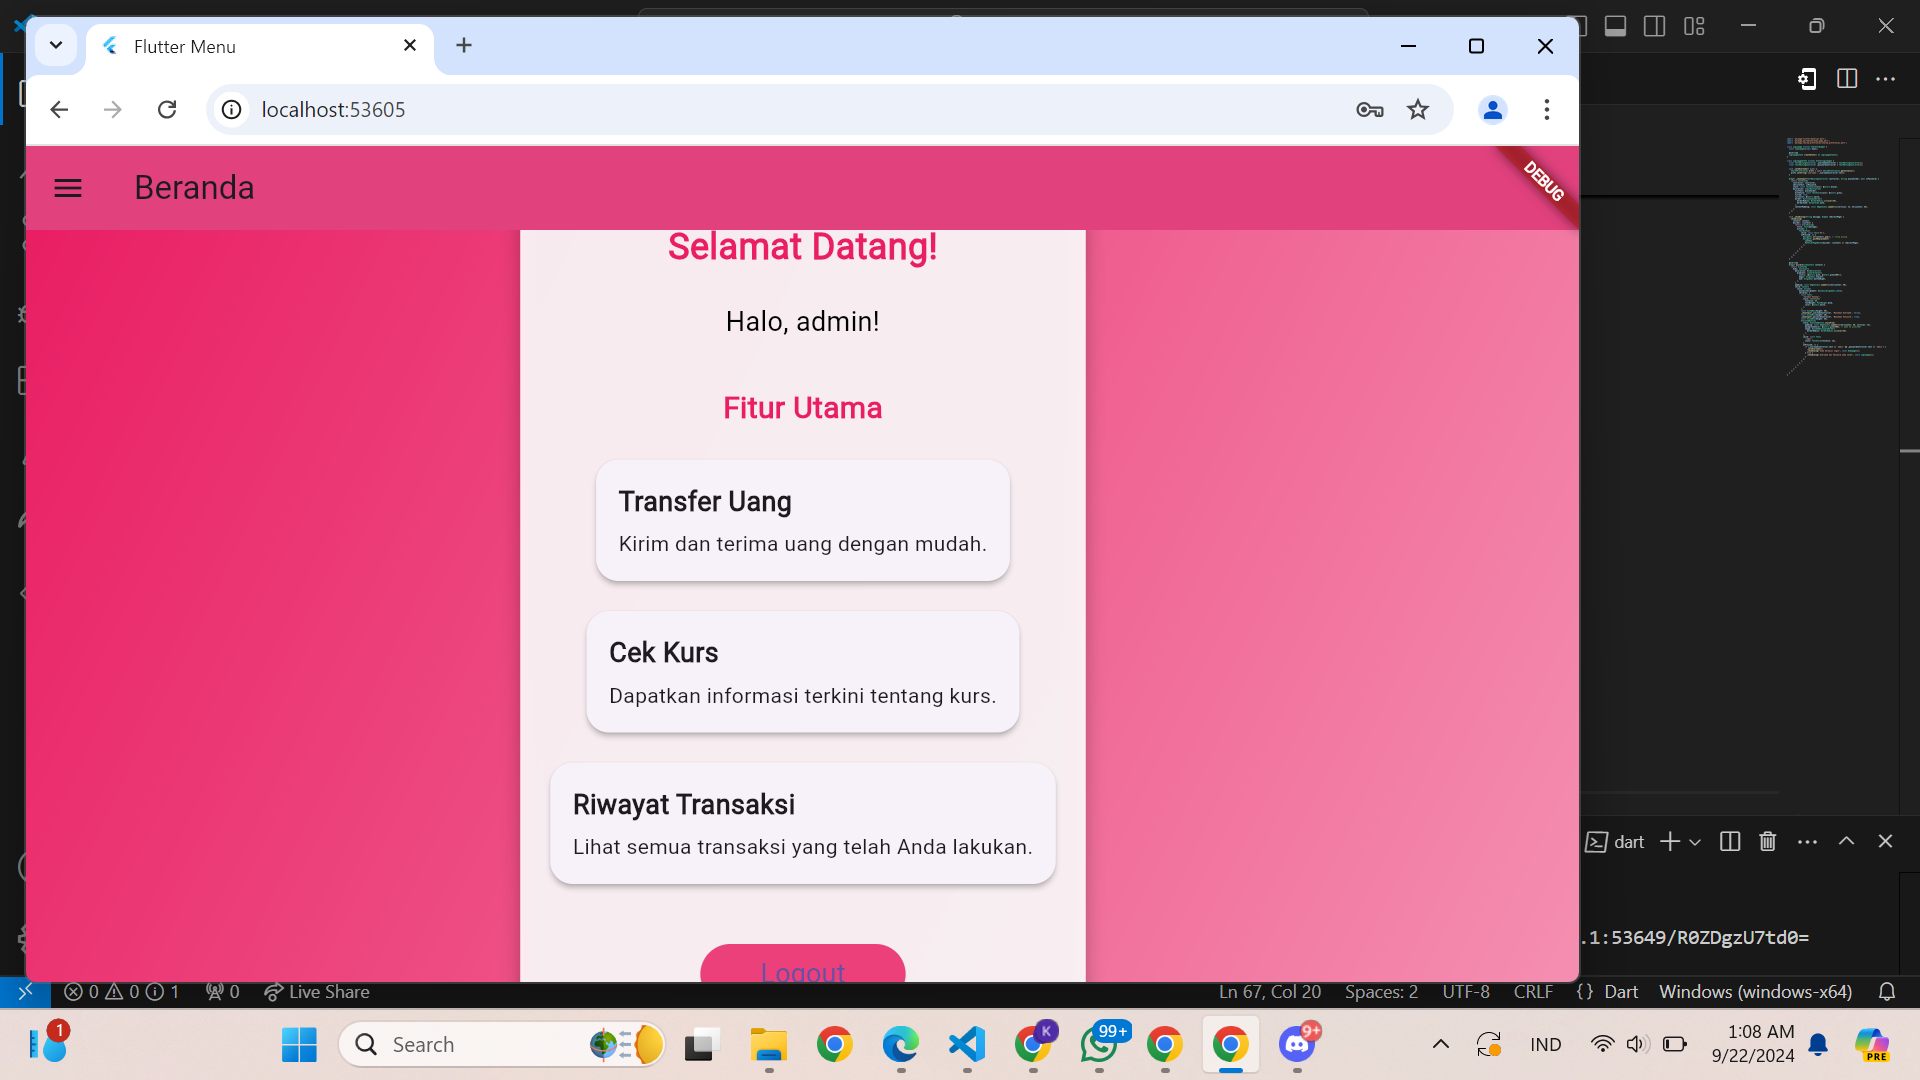 Flutter Menu
localhost:53605
Beranda
DEBUG
Selamat Datang!
Halo, admin!
Fitur Utama
Transfer Uang
Kirim dan terima uang dengan mudah.
Cek Kurs
Dapatkan informasi terkini tentang kurs.
Riwayat Transaksi
Lihat semua transaksi yang telah Anda lakukan.
Logout
dart
.1:53649/R0ZDgzU7td0=
0 0 1 0 Live Share Ln 67, Col 20 Spaces: 2 UTF-8 CRLF {} Dart Windows (windows-x64)
1
Search
K
99+
9+
IND
1:08 AM
9/22/2024
PRE